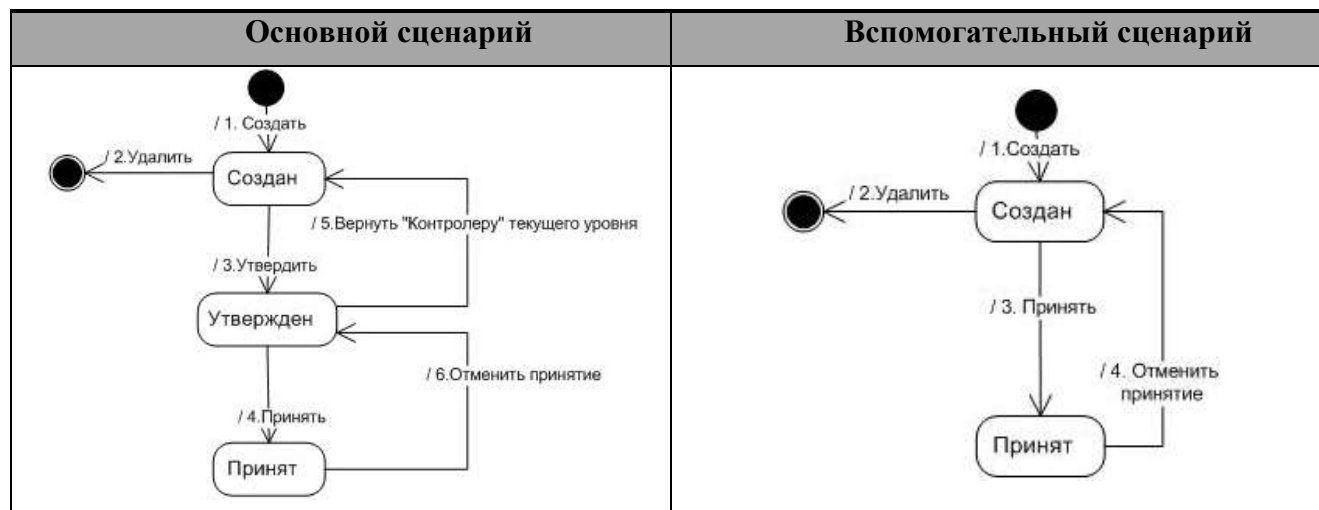 Основной сценарий
Вспомогательный сценарий
/ 1. Создать
/ 2.Удалить
Создан
/ 5.Вернуть "Контролеру" текущего уровня
/ 3.Утвердить
Утвержден
/ 6.Отменить принятие
/ 4.Принять
Принят
/ 1.Создать
/ 2.Удалить
Создан
/ 3. Принять
/ 4. Отменить
принятие
Принят